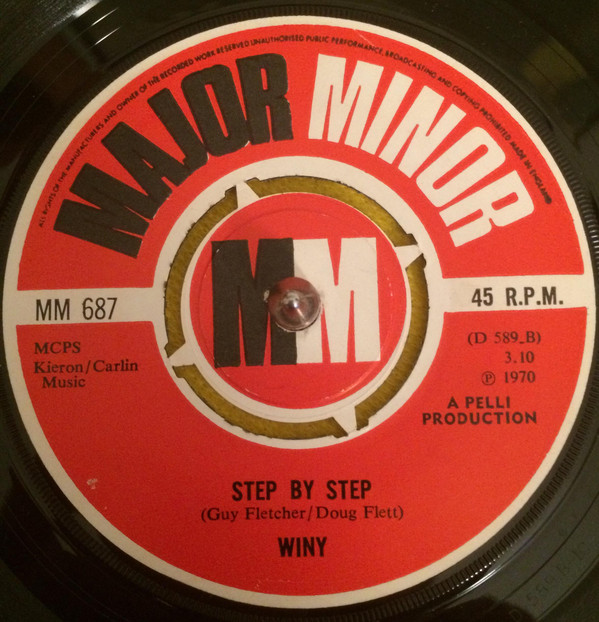 ALL RIGHTS OF THE MANUFACTURERS AND OWNER OF THE RECORDED WORK RESERVED UNAUTHORISED PUBLIC PERFORMANCE, BROADCASTING AND COPYING PROHIBITED MADE IN ENGLAND
MAJOR MINOR
MM
MM 687
45 R.P.M.
MCPS
Kieron/Carlin
Music
(D 589_B)
3.10
℗ 1970
A PELLI
PRODUCTION
STEP BY STEP
(Guy Fletcher/Doug Flett)
WINY